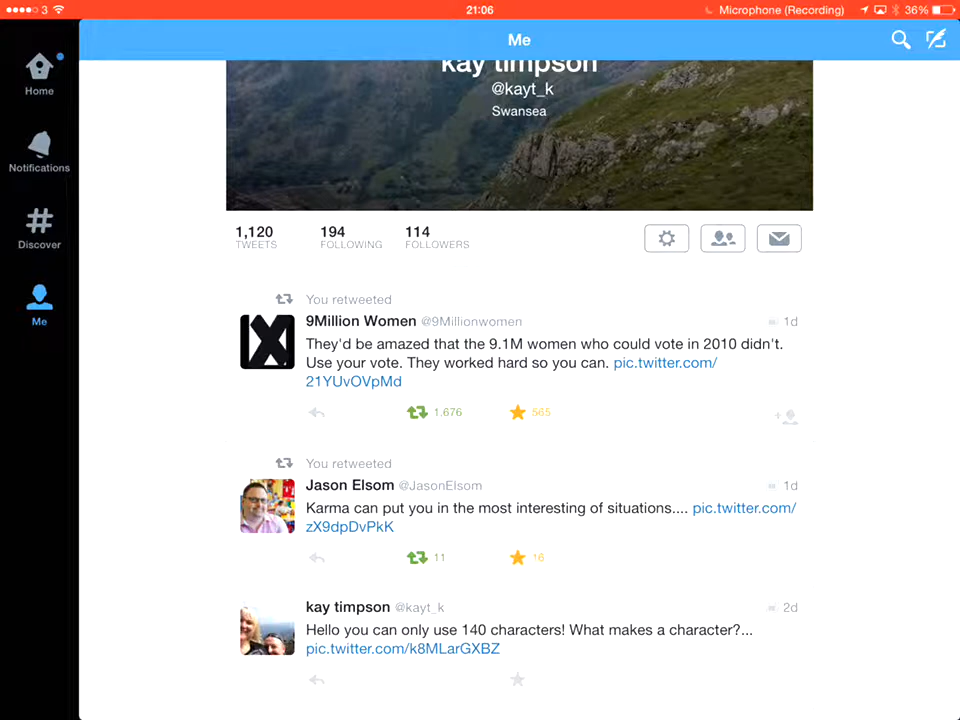 3 21:06 Microphone (Recording) 36%
Me
Home
Notifications
Discover
Me
kay timpson
@kayt_k
Swansea
1,120 194 114
TWEETS FOLLOWING FOLLOWERS
You retweeted
9Million Women @9Millionwomen 1d
They'd be amazed that the 9.1M women who could vote in 2010 didn't.
Use your vote. They worked hard so you can. pic.twitter.com/
21YUvOVpMd
1,676 565
You retweeted
Jason Elsom @JasonElsom 1d
Karma can put you in the most interesting of situations.... pic.twitter.com/
zX9dpDvPkK
11 16
kay timpson @kayt_k 2d
Hello you can only use 140 characters! What makes a character?...
pic.twitter.com/k8MLarGXBZ